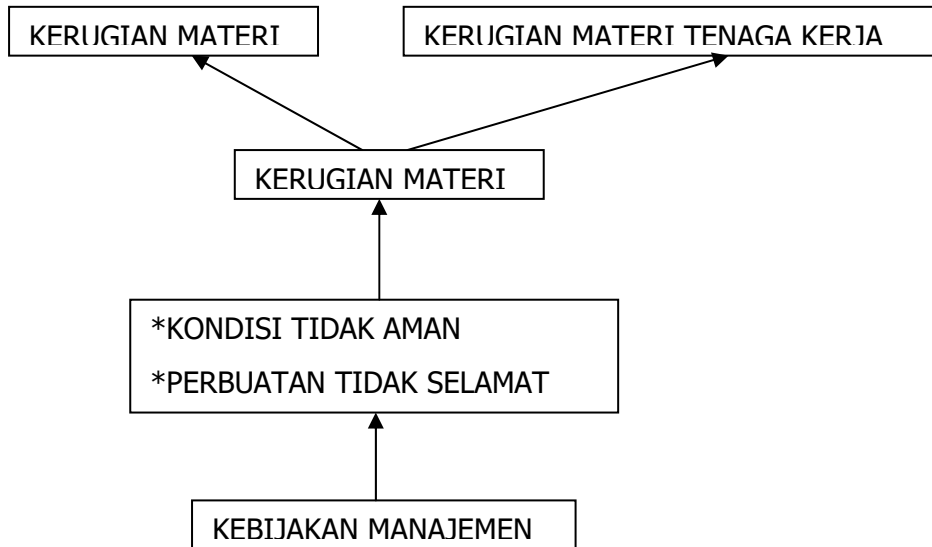 KERUGIAN MATERI
KERUGIAN MATERI TENAGA KERJA
KERUGIAN MATERI
*KONDISI TIDAK AMAN
*PERBUATAN TIDAK SELAMAT
KEBIJAKAN MANAJEMEN